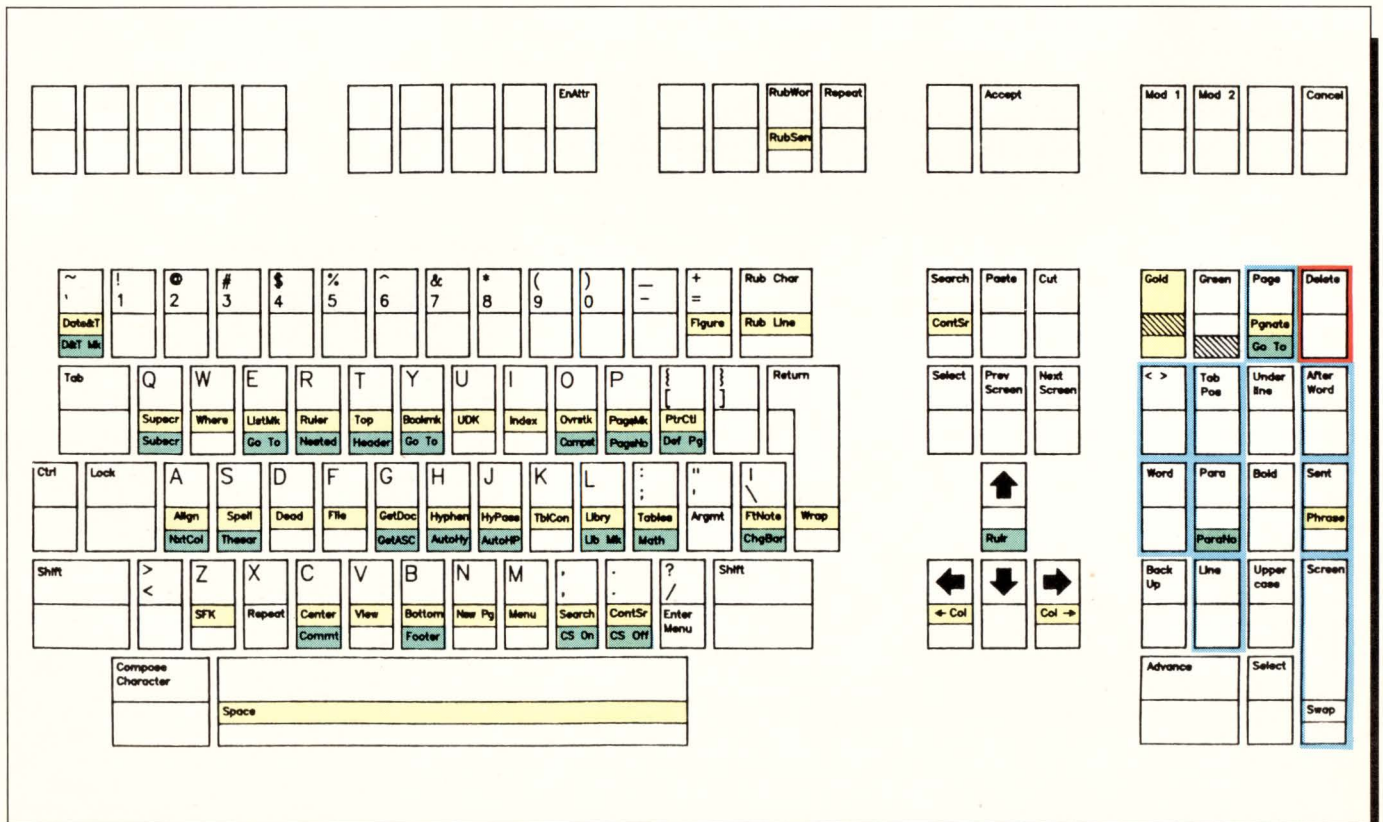 EnAttr RubWor Repeat Accept Mod 1 Mod 2 Cancel
RubSen
~ ! @ # $ % ^ & * ( ) — + Rub Char Search Paste Cut Gold Green Page Delete
` 1 2 3 4 5 6 7 8 9 0 - =
Date&T Figure Rub Line ContSr Pgnate
D&T Mk Go To
Tab Q W E R T Y U I O P { } Return Select Prev Screen Next Screen < > Tab Pos Under line After Word
[ ]
Supscr Where ListMk Ruler Top Bookmk UDK Index Ovrstk PageMk PtrCtl
Subscr Go To Nested Header Go To Compst PageNo Def Pg
Ctrl Lock A S D F G H J K L : " | Word Para Bold Sent
; ' \
Align Spell Dead File GetDoc Hyphen HyPass TblCon Libry Tables Argmt FtNote Wrap Phrase
NxtCol Thesar GetASC AutoHy AutoHP Lib Mk Math ChgBar Rulr ParaNo
Shift > Z X C V B N M , . ? Shift Back Up Line Upper case Screen
< , . /
SFK Repeat Center View Bottom New Pg Menu Search ContSr Enter Menu ← Col Col →
Commt Footer CS On CS Off
Compose Character Advance Select
Space Swap